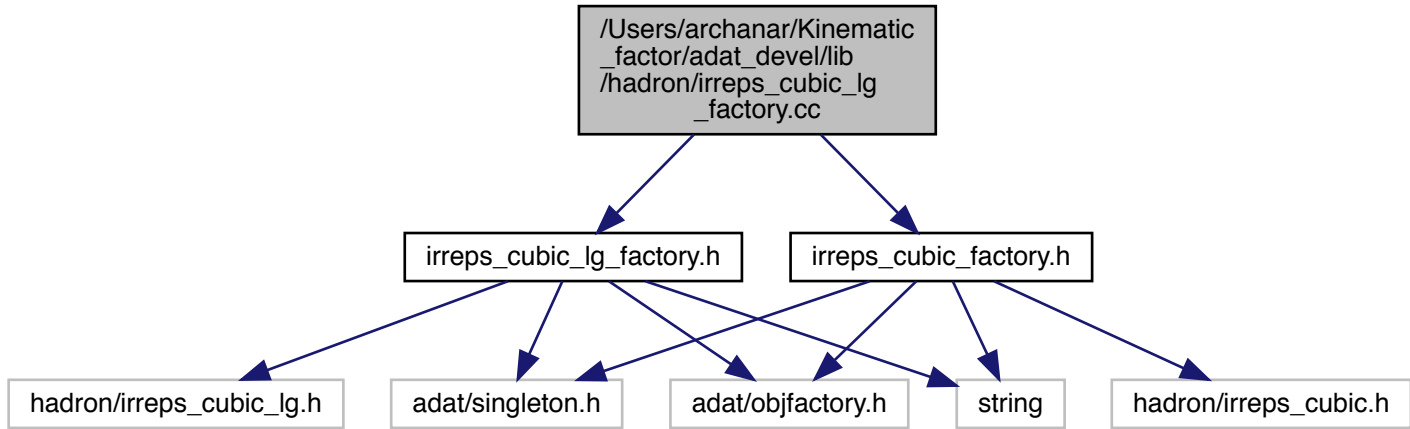 /Users/archanar/Kinematic
_factor/adat_devel/lib
/hadron/irreps_cubic_lg
_factory.cc
irreps_cubic_lg_factory.h
irreps_cubic_factory.h
hadron/irreps_cubic_lg.h
adat/singleton.h
adat/objfactory.h
string
hadron/irreps_cubic.h